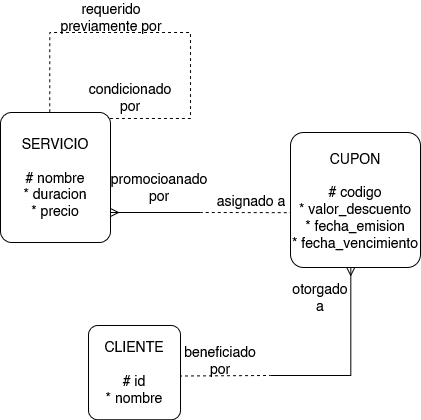 requerido
previamente por
condicionado
por
SERVICIO
# nombre
* duracion
* precio
promocioanado
por
asignado a
CUPON
# codigo
* valor_descuento
* fecha_emision
* fecha_vencimiento
otorgado
a
CLIENTE
# id
* nombre
beneficiado
por